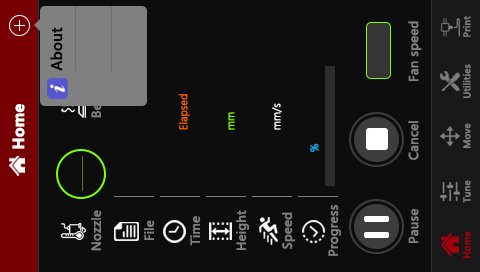 Home
About
Be
Nozzle
File
Time
Elapsed
Height
mm
Speed
mm/s
Progress
%
Fan speed
Cancel
Pause
Home
Tune
Move
Utilities
Print